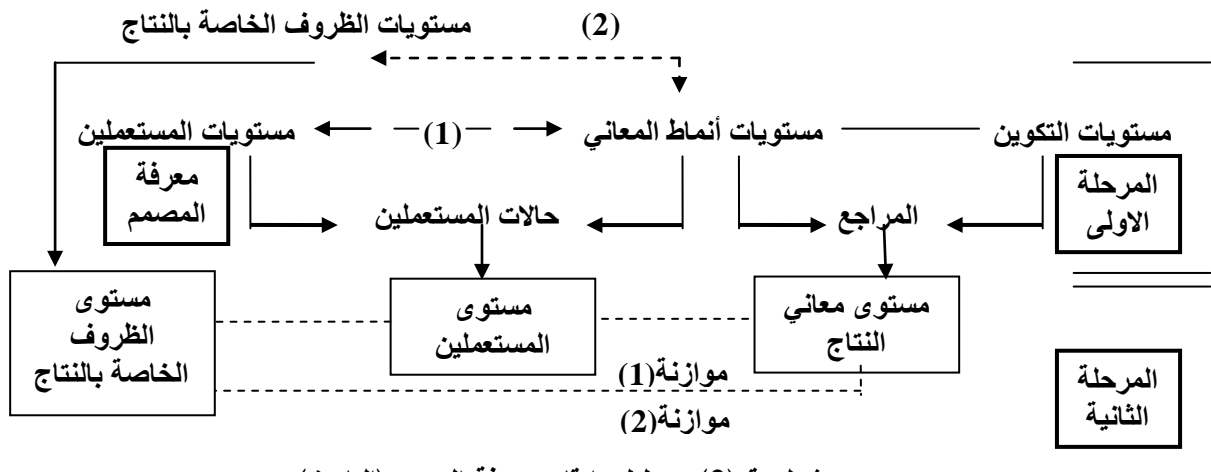 مستويات الظروف الخاصة بالنتاج
(2)
مستويات التكوين
مستويات أنماط المعاني
(1)
مستويات المستعملين
المرحلة
الاولى
معرفة
المصمم
المراجع
حالات المستعملين
مستوى معاني
النتاج
مستوى
المستعملين
مستوى
الظروف
الخاصة بالنتاج
موازنة(1)
موازنة(2)
المرحلة
الثانية